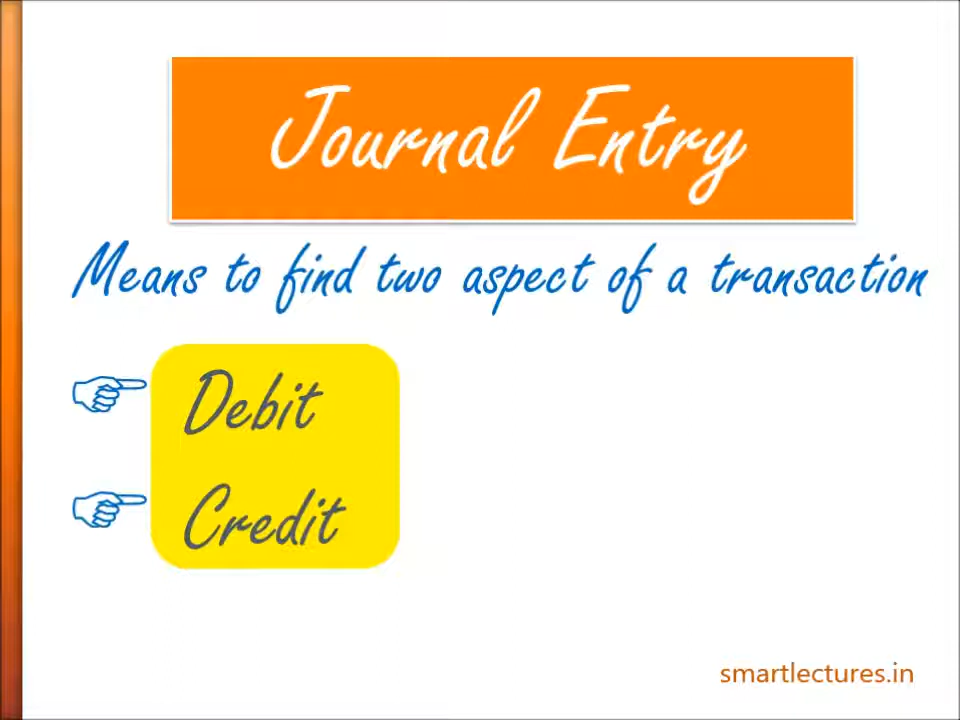 Journal Entry
Means to find two aspect of a transaction
Debit
Credit
smartlectures.in